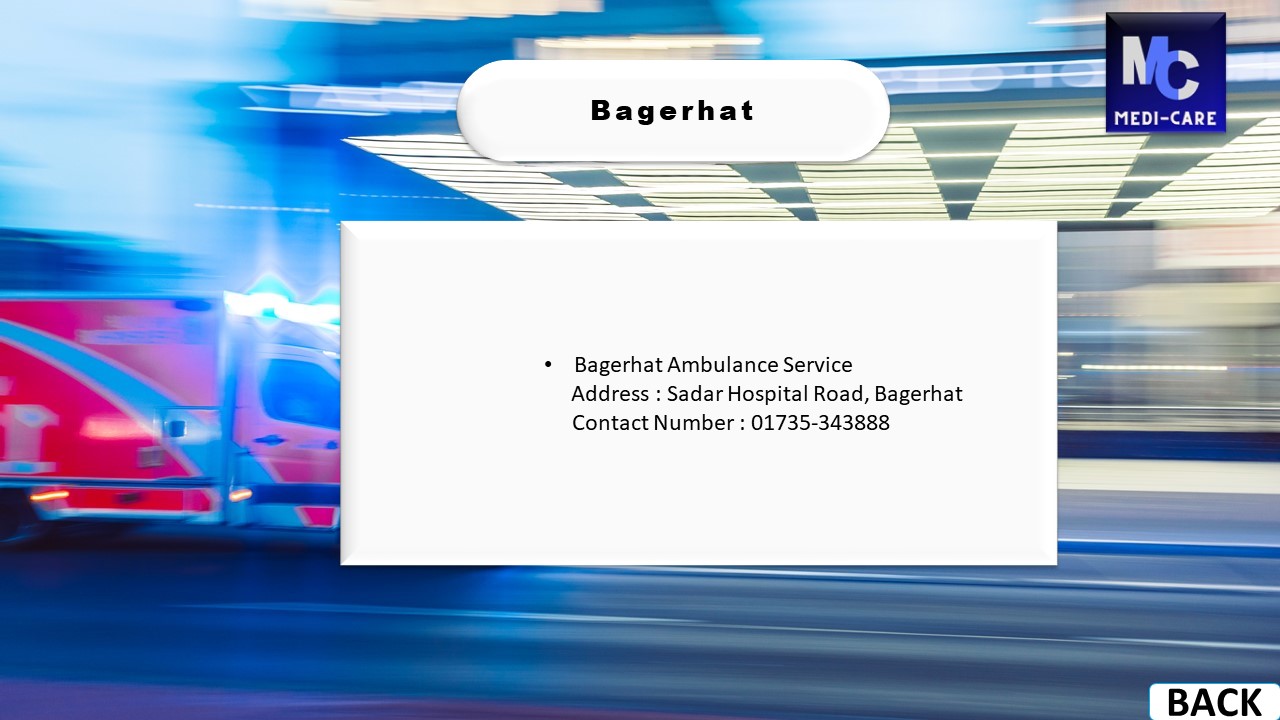 MC
MEDI-CARE
Bagerhat
• Bagerhat Ambulance Service
Address : Sadar Hospital Road, Bagerhat
Contact Number : 01735-343888
BACK